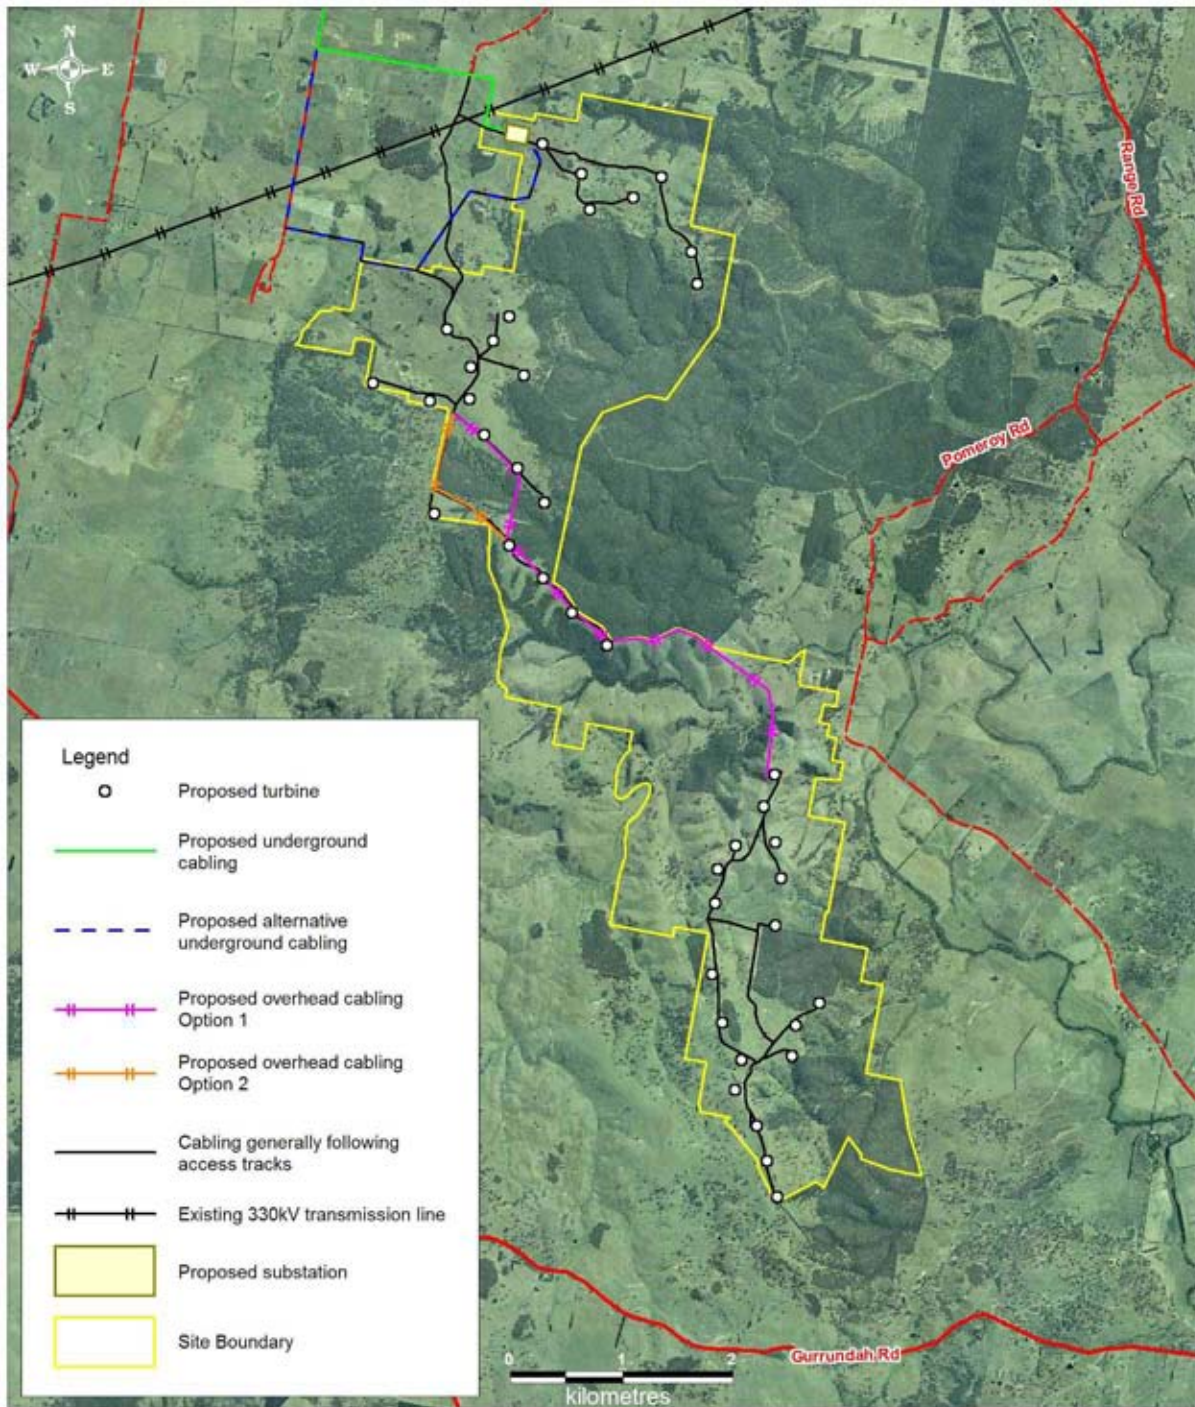 N
W E
S
Range Rd
Pomeroy Rd
Legend
Proposed turbine
Proposed underground
cabling
Proposed alternative
underground cabling
Proposed overhead cabling
Option 1
Proposed overhead cabling
Option 2
Cabling generally following
access tracks
Existing 330kV transmission line
Proposed substation
Site Boundary
Gurrundah Rd
0 1 2
kilometres